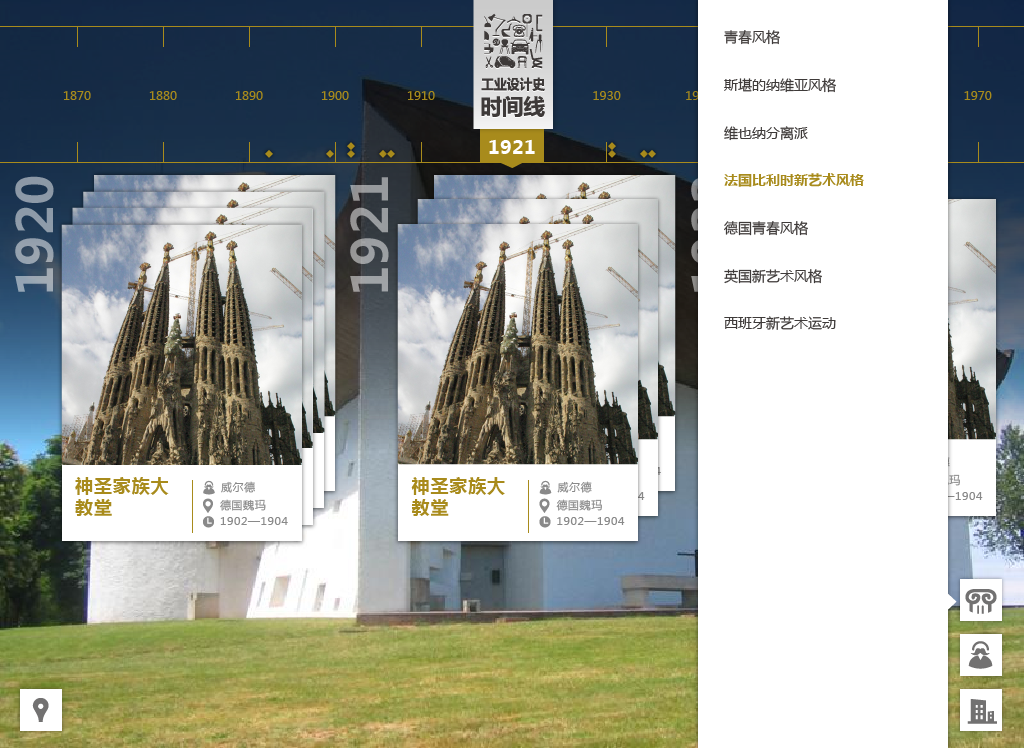 1870
1880
1890
1900
1910
工业设计史
时间线
1930
19
1970
1921
1920
1921
神圣家族大
教堂
威尔德
德国魏玛
1902—1904
神圣家族大
教堂
威尔德
德国魏玛
1902—1904
4
4
玛
—1904
青春风格
斯堪的纳维亚风格
维也纳分离派
法国比利时新艺术风格
德国青春风格
英国新艺术风格
西班牙新艺术运动